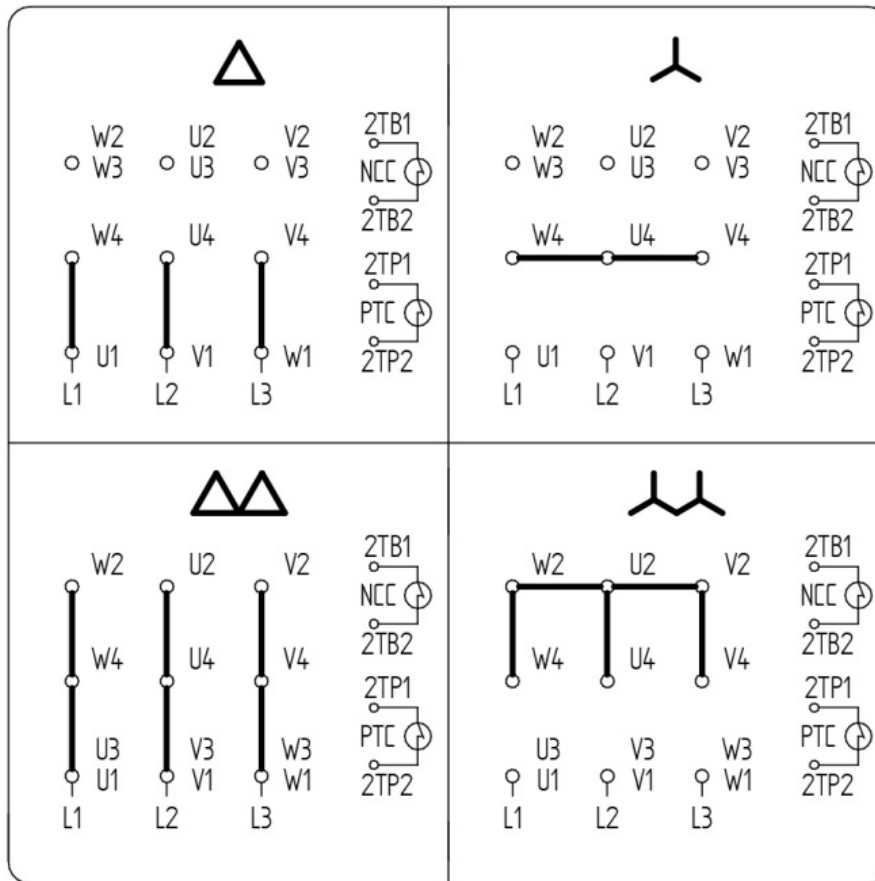 W2 U2 V2 2TB1
W3 U3 V3 NCC
2TB2
W4 U4 V4
2TP1
PTC
U1 V1 W1 2TP2
L1 L2 L3
W2 U2 V2 2TB1
W3 U3 V3 NCC
2TB2
W4 U4 V4
2TP1
PTC
U1 V1 W1 2TP2
L1 L2 L3
W2 U2 V2 2TB1
NCC
2TB2
W4 U4 V4
2TP1
PTC
U3 V3 W3
U1 V1 W1 2TP2
L1 L2 L3
W2 U2 V2 2TB1
NCC
2TB2
W4 U4 V4
2TP1
PTC
U3 V3 W3
U1 V1 W1 2TP2
L1 L2 L3